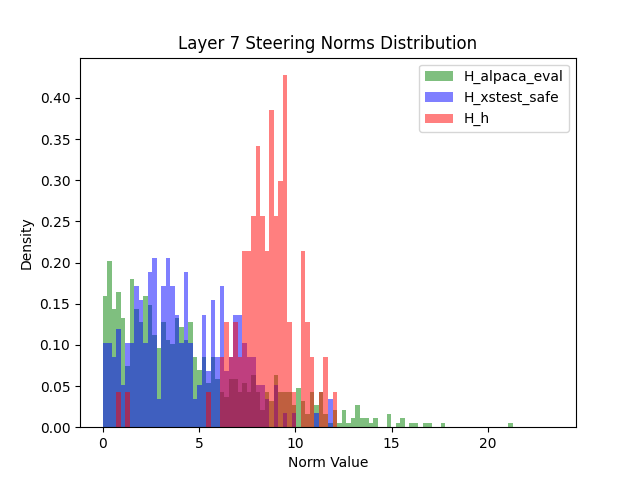 Layer 7 Steering Norms Distribution
H_alpaca_eval
H_xstest_safe
H_h
0.40
0.35
0.30
0.25
0.20
0.15
0.10
0.05
0.00
Density
0 5 10 15 20
Norm Value